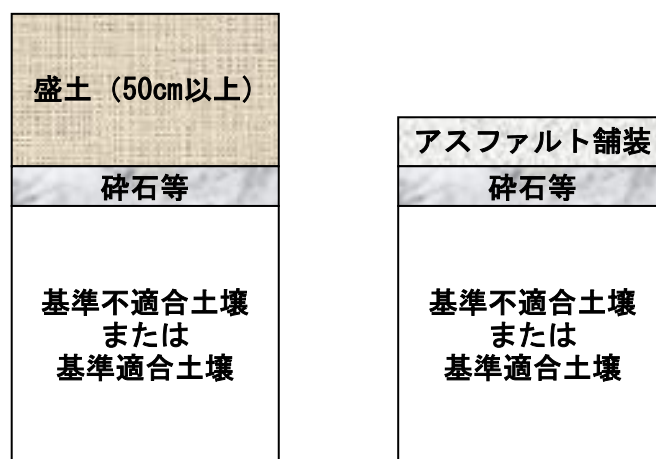 盛土（50cm以上）
砕石等
基準不適合土壌
または
基準適合土壌
アスファルト舗装
砕石等
基準不適合土壌
または
基準適合土壌